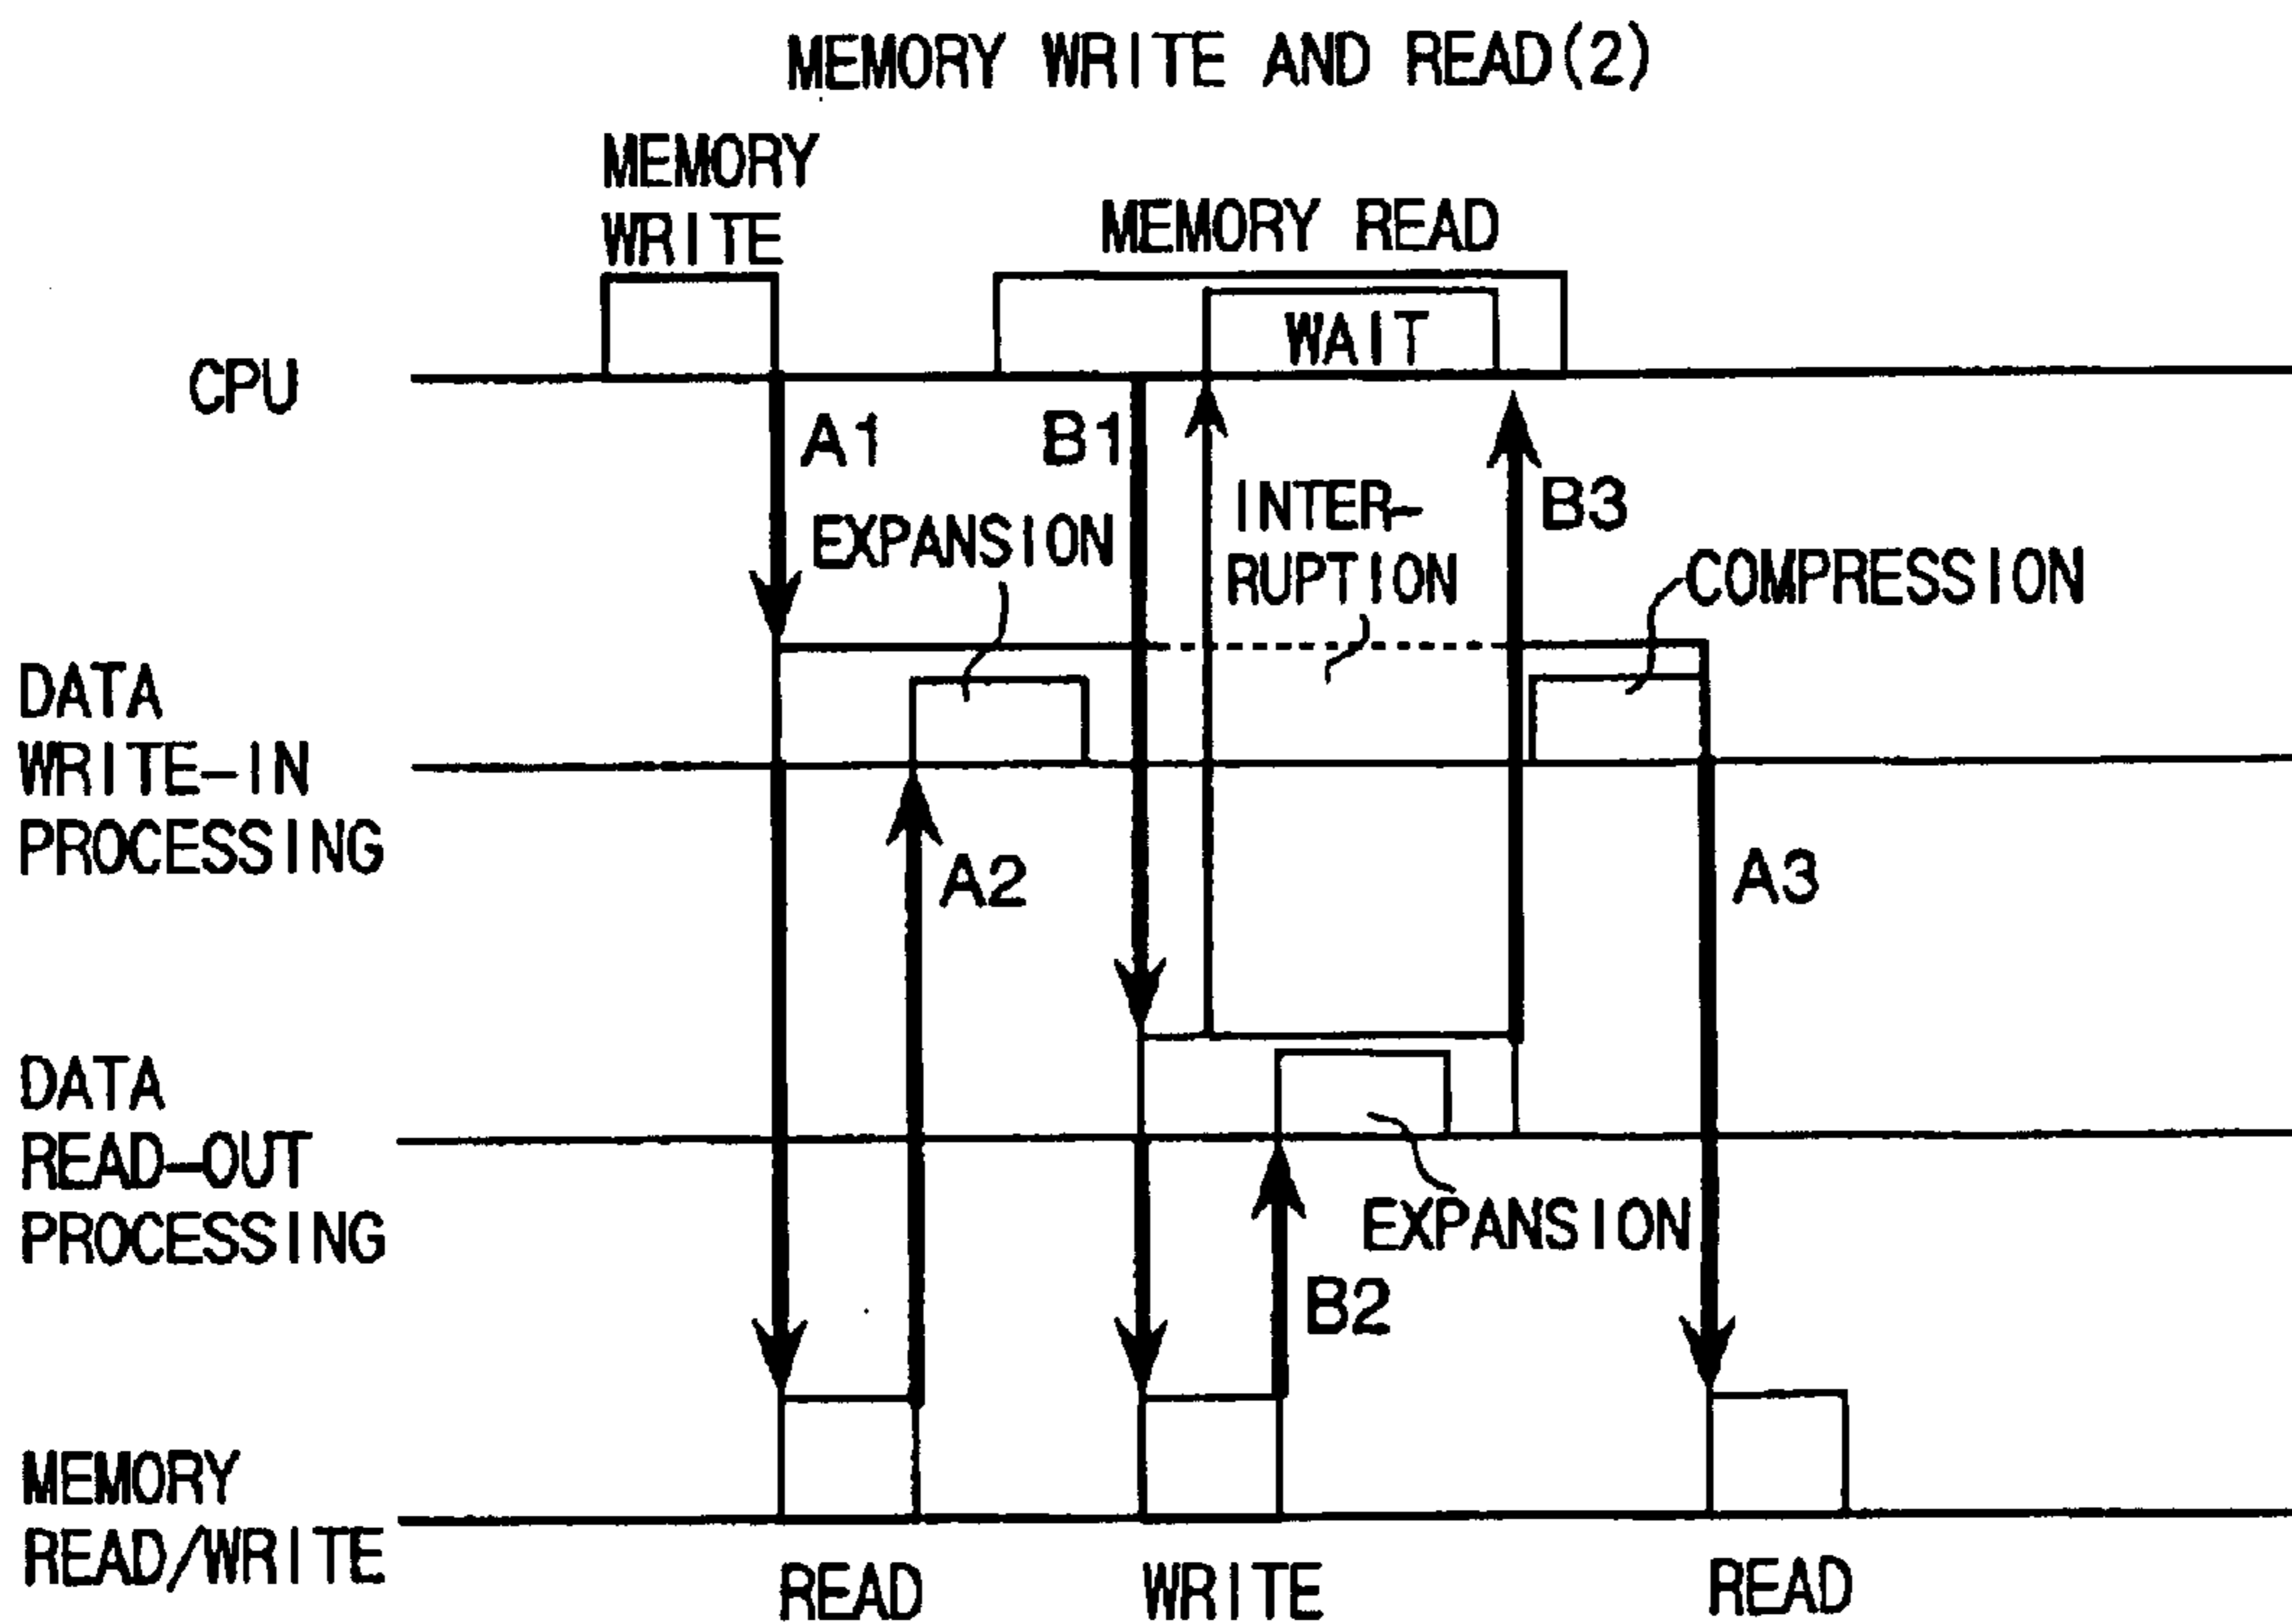 MEMORY WRITE AND READ(2)
MEMORY
WRITE
MEMORY READ
WAIT
CPU
A1
B1
EXPANSION
INTER-
RUPTION
B3
COMPRESSION
DATA
WRITE-IN
PROCESSING
A2
A3
DATA
READ-OUT
PROCESSING
EXPANSION
B2
MEMORY
READ/WRITE
READ
WRITE
READ